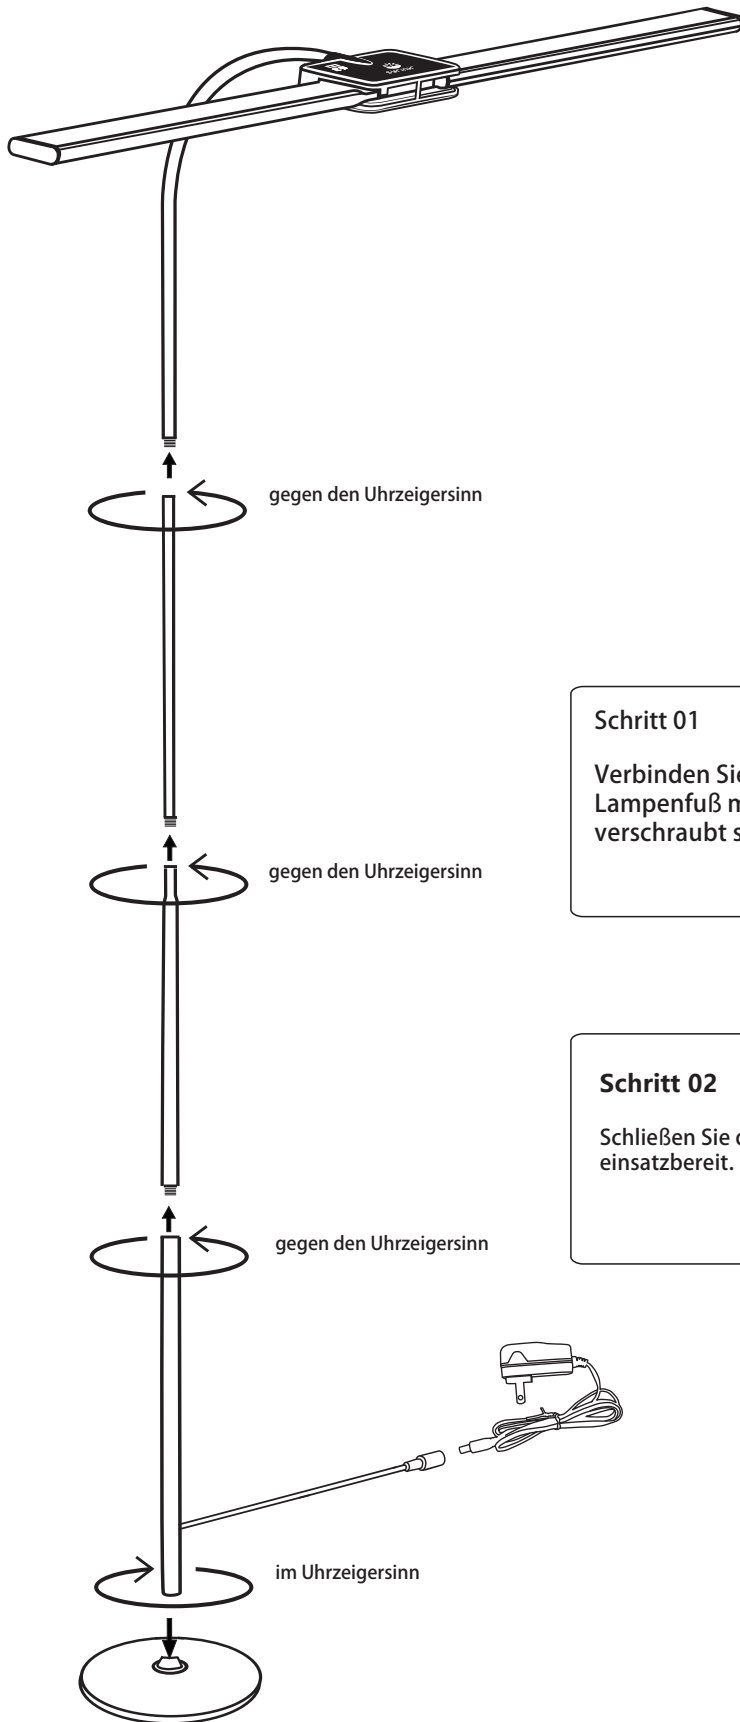 gegen den Uhrzeigersinn
Schritt 01
Verbinden Sie
Lampenfuß
verschraubt
gegen den Uhrzeigersinn
Schritt 02
Schließen Sie
einsatzbereit.
gegen den Uhrzeigersinn
im Uhrzeigersinn